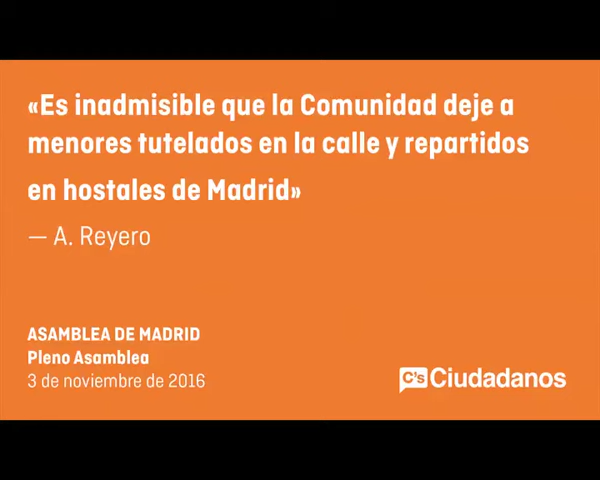 «Es inadmisible que la Comunidad deje a
menores tutelados en la calle y repartidos
en hostales de Madrid»
— A. Reyero
ASAMBLEA DE MADRID
Pleno Asamblea
3 de noviembre de 2016
C's Ciudadanos